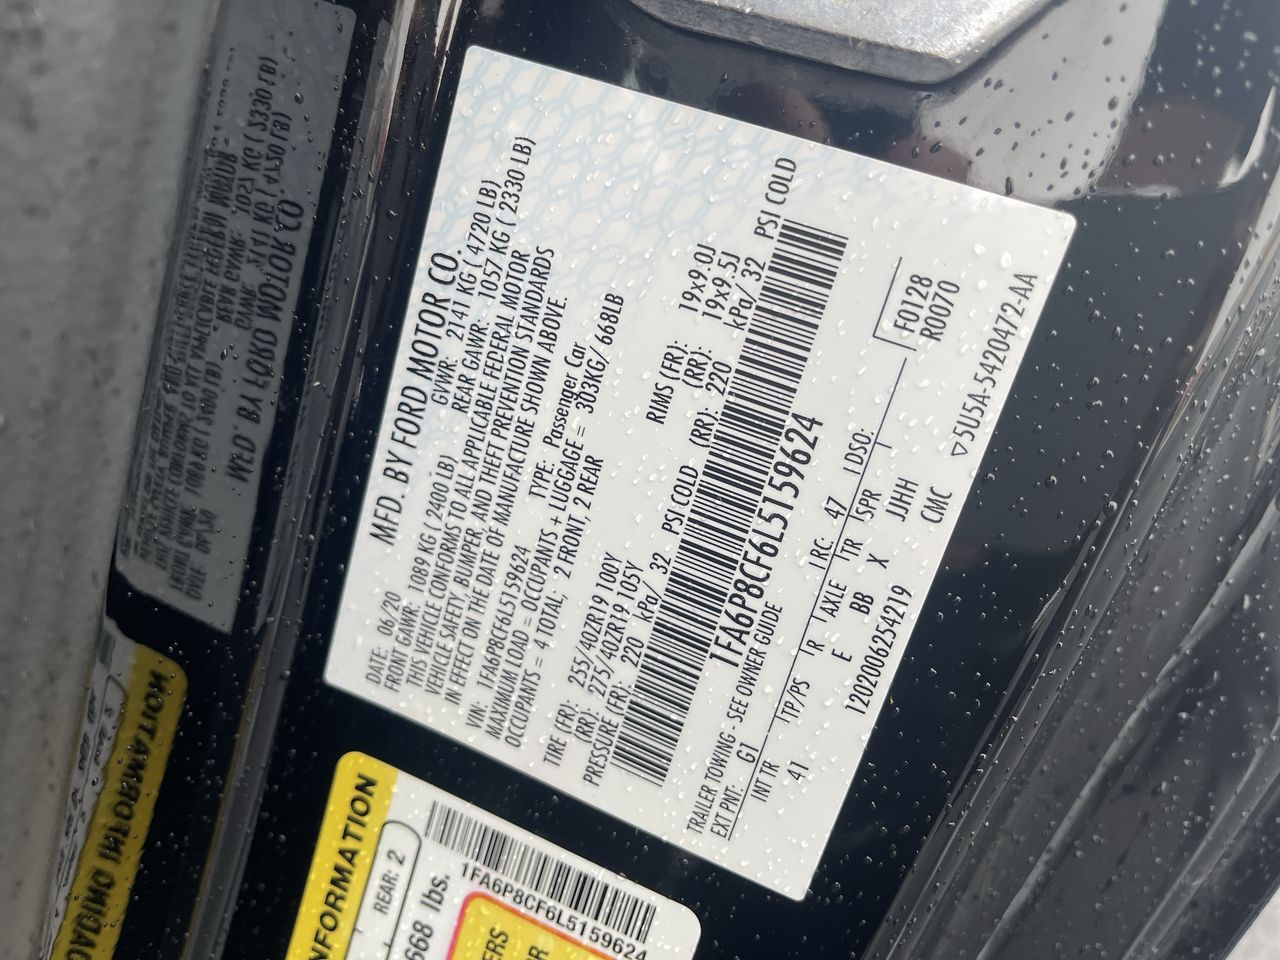 MFD. BY FORD MOTOR CO.
DATE: 06/20 GVWR: 2141 KG ( 4720 LB)
FRONT GAWR: 1089 KG ( 2400 LB) REAR GAWR: 1057 KG ( 2330 LB)
THIS VEHICLE CONFORMS TO ALL APPLICABLE FEDERAL MOTOR
VEHICLE SAFETY, BUMPER, AND THEFT PREVENTION STANDARDS
IN EFFECT ON THE DATE OF MANUFACTURE SHOWN ABOVE.
VIN: 1FA6P8CF6L5159624 TYPE: Passenger Car
MAXIMUM LOAD = OCCUPANTS + LUGGAGE = 303KG/ 668LB
OCCUPANTS = 4 TOTAL; 2 FRONT, 2 REAR
TIRE (FR): 255/40ZR19 100Y RIMS (FR): 19x9.0J
(RR): 275/40ZR19 105Y (RR): 19x9.5J
PRESSURE (FR): 220 kPa/ 32 PSI COLD (RR): 220 kPa/ 32 PSI COLD
1FA6P8CF6L5159624
TRAILER TOWING - SEE OWNER GUIDE
EXT PNT: G1 RC: 47 DSO: F0128
R0070
INT TR TP/PS R AXLE TR SPR
41 E BB X JJHH
CMC
1202006254219 ▽5U5A-5420472-AA
NFORMATION
REAR: 2
668 lbs.
1FA6P8CF6L5159624
ERS
OR